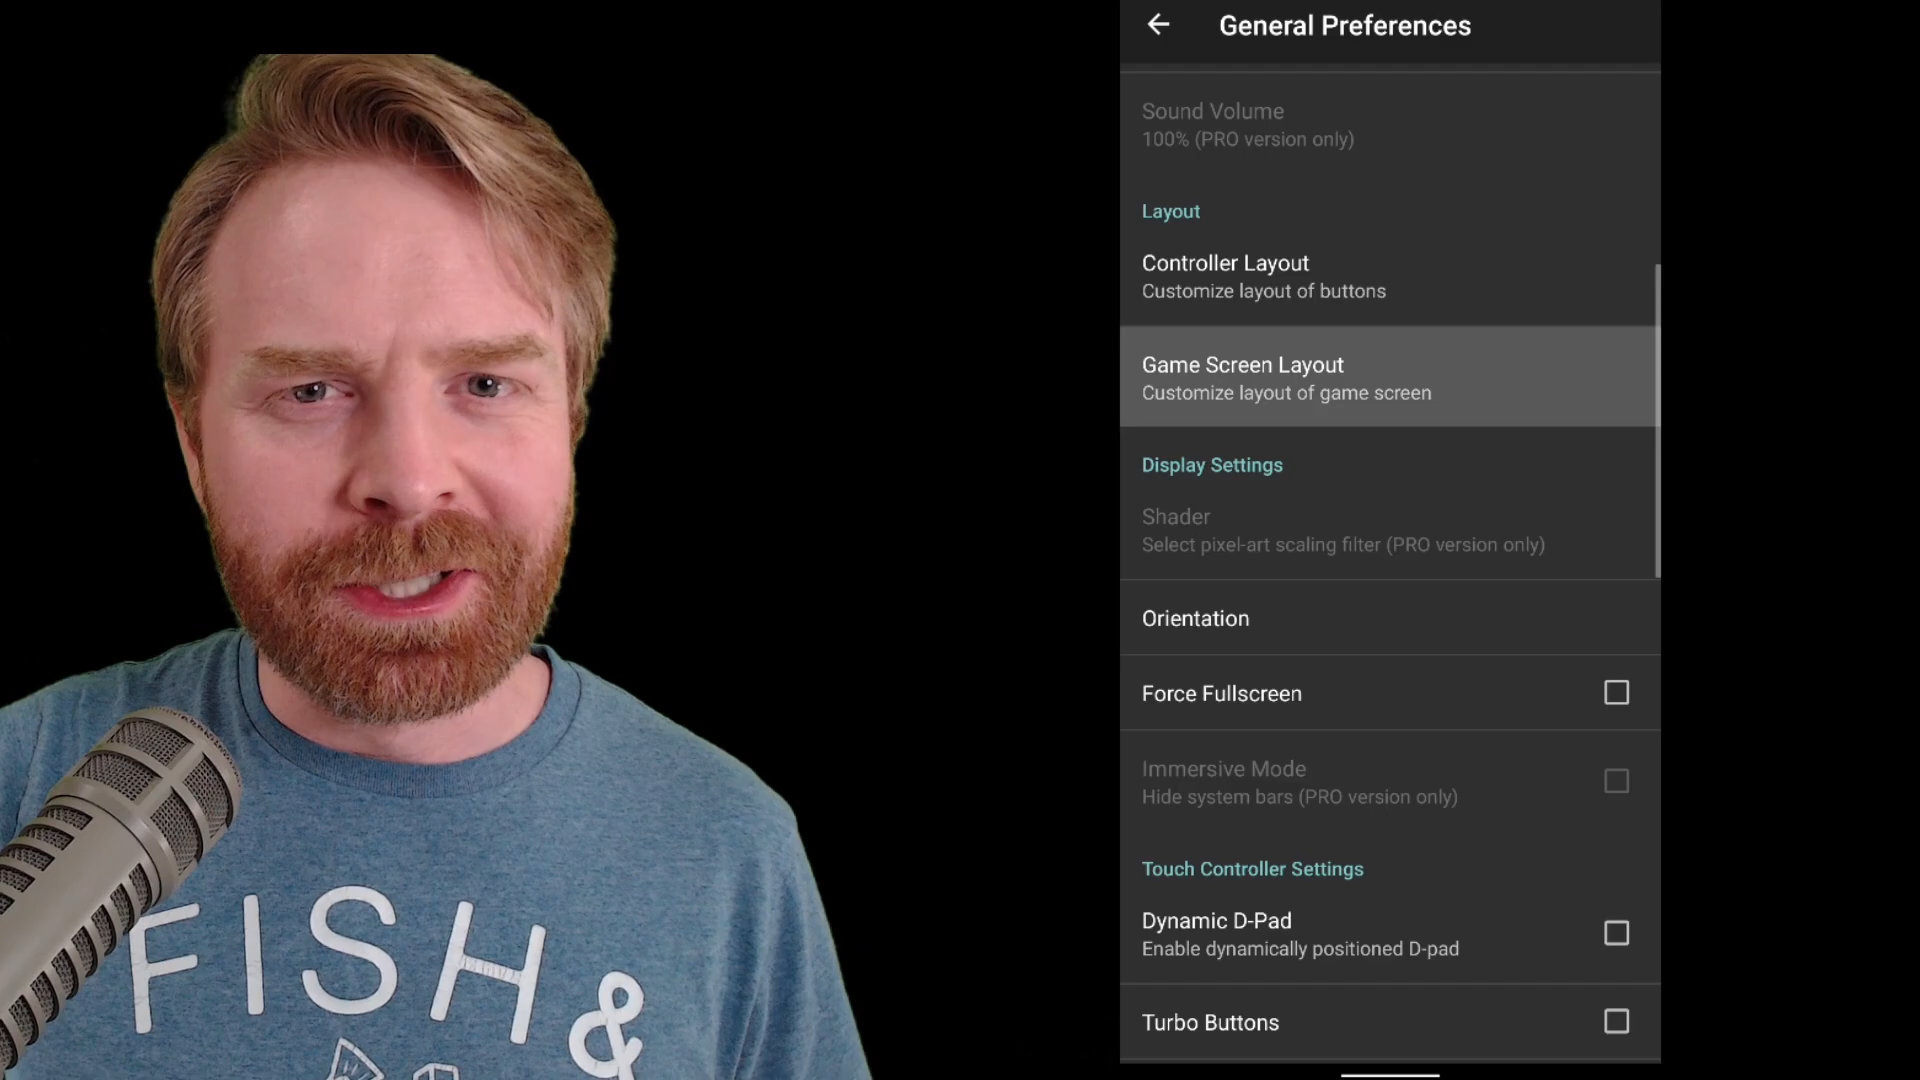 General Preferences
Sound Volume
100% (PRO version only)
Layout
Controller Layout
Customize layout of buttons
Game Screen Layout
Customize layout of game screen
Display Settings
Shader
Select pixel-art scaling filter (PRO version only)
Orientation
Force Fullscreen
Immersive Mode
Hide system bars (PRO version only)
Touch Controller Settings
Dynamic D-Pad
Enable dynamically positioned D-pad
Turbo Buttons
FISH &